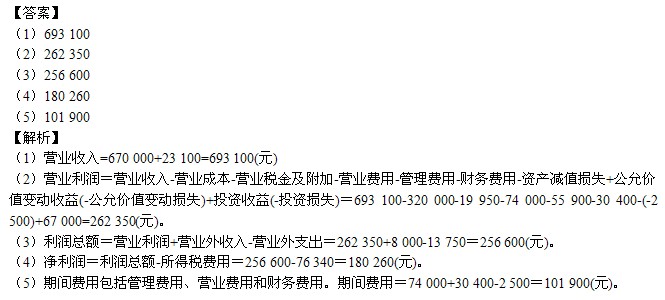 【答案】
（1）693 100
（2）262 350
（3）256 600
（4）180 260
（5）101 900
【解析】
（1）营业收入=670 000+23 100=693 100(元)
（2）营业利润＝营业收入-营业成本-营业税金及附加-营业费用-管理费用-财务费用-资产减值损失+公允价
值变动收益(-公允价值变动损失)+投资收益(-投资损失)＝693 100-320 000-19 950-74 000-55 900-30 400-(-2
500)+67 000=262 350(元)。
（3）利润总额＝营业利润+营业外收入-营业外支出＝262 350+8 000-13 750＝256 600(元)。
（4）净利润＝利润总额-所得税费用＝256 600-76 340＝180 260(元)。
（5）期间费用包括管理费用、营业费用和财务费用。期间费用＝74 000+30 400-2 500＝101 900(元)。